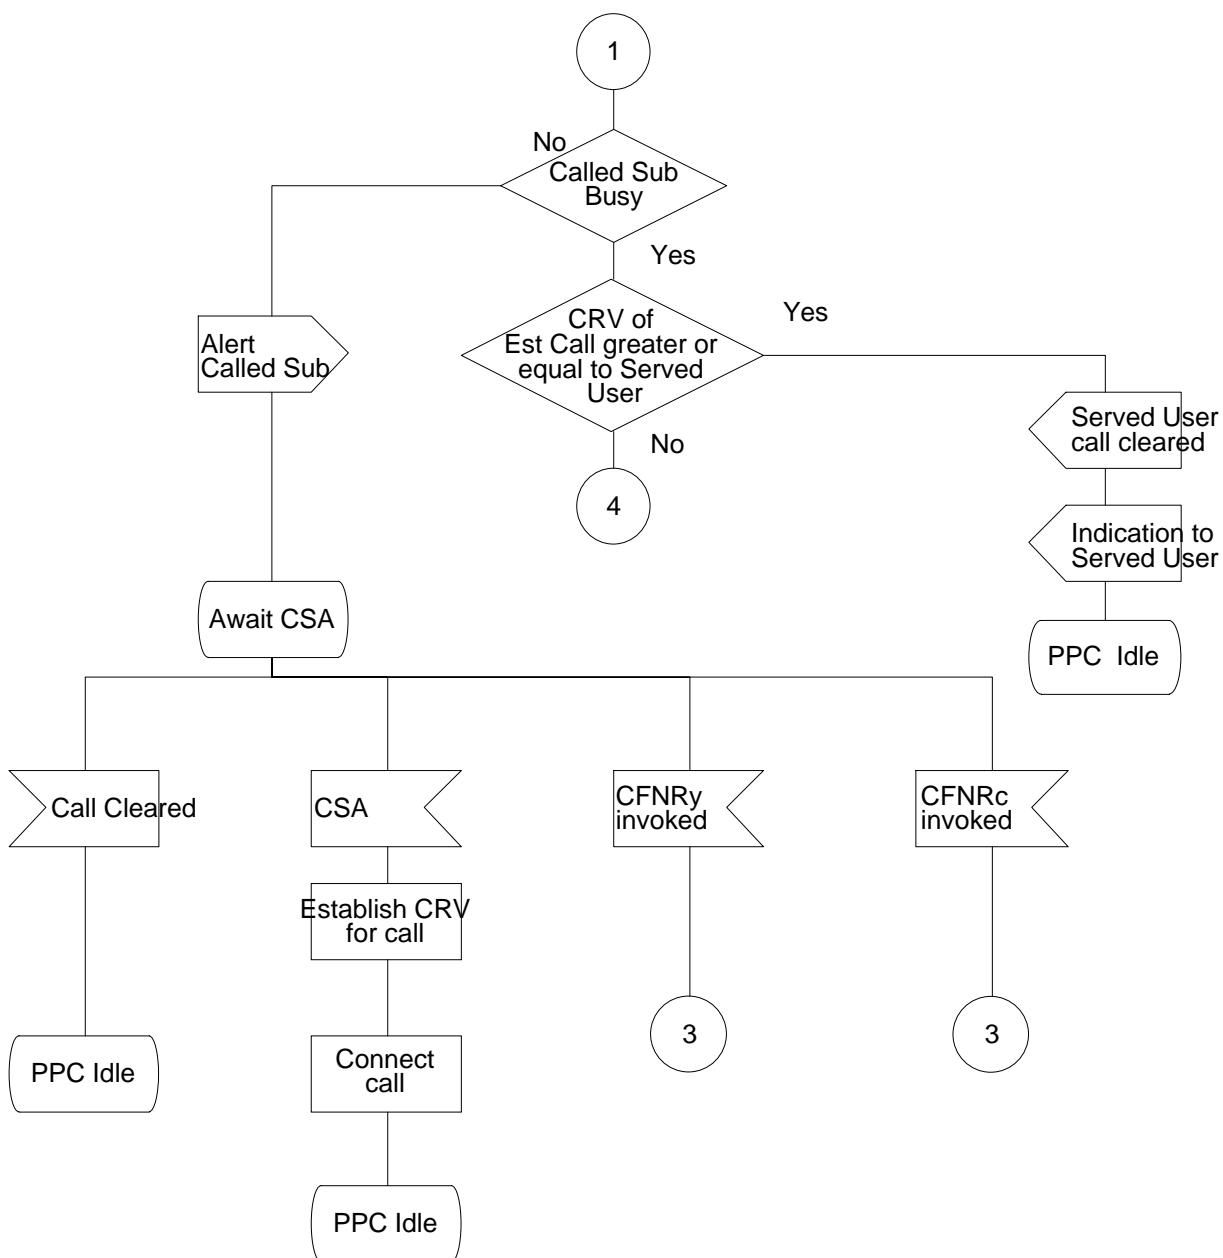 1
No
Called Sub
Busy
Yes
CRV of
Est Call greater or
equal to Served
User
Yes
Alert
Called Sub
Served User
call cleared
No
4
Indication to
Served User
Await CSA
PPC  Idle
Call Cleared
CSA
CFNRy
invoked
CFNRc
invoked
Establish CRV
for call
3
3
PPC Idle
Connect
call
PPC Idle